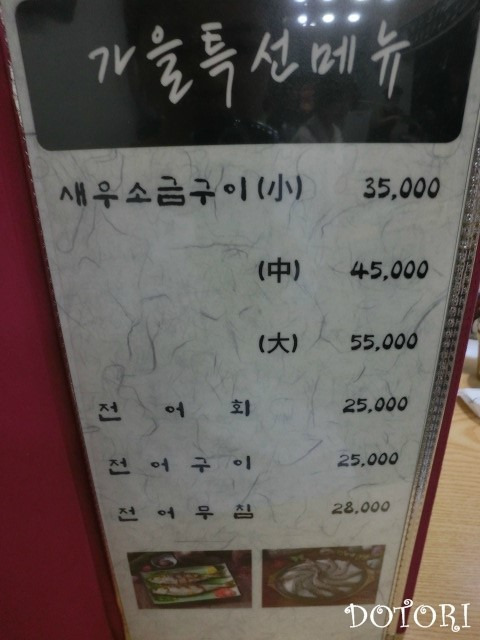 가을특선메뉴
새우소금구이(小) 35,000
(中) 45,000
(大) 55,000
전어회 25,000
전어구이 25,000
전어무침 28,000
DOTORI